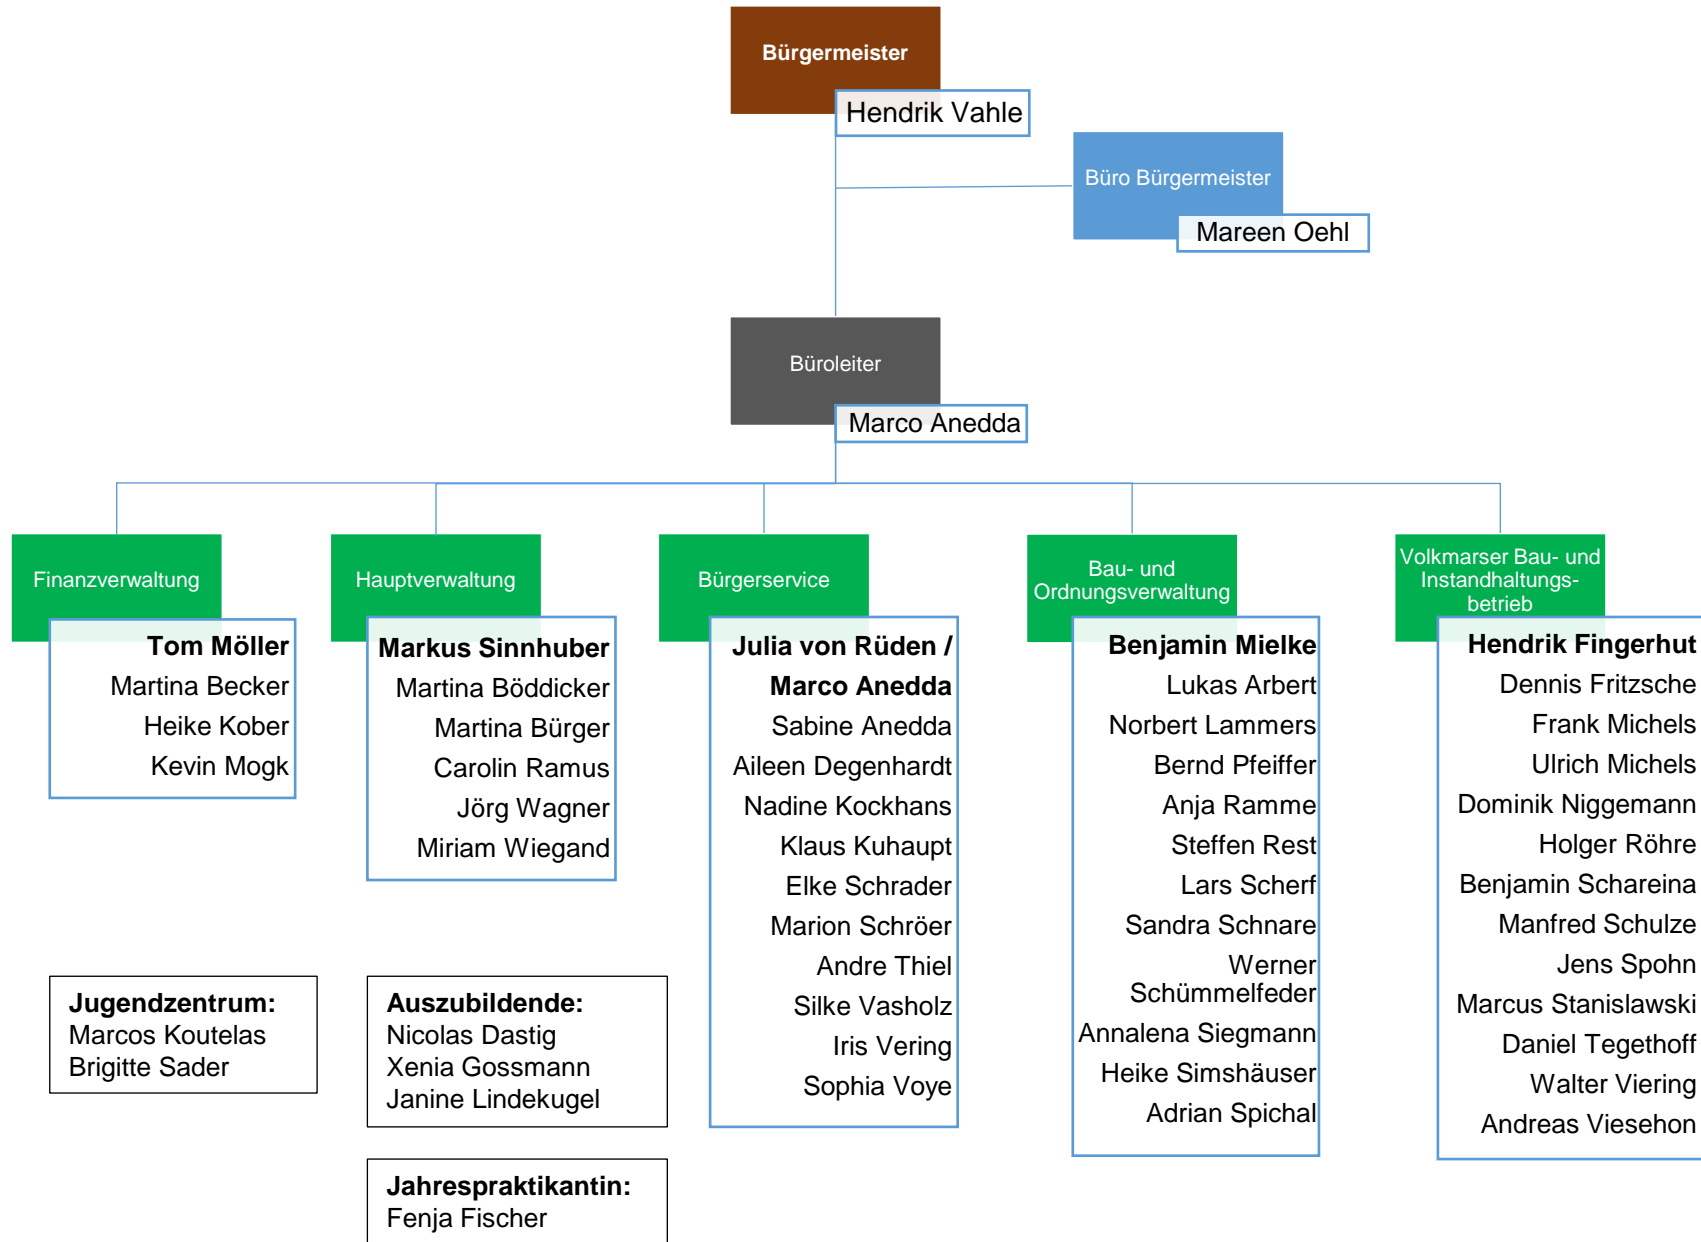 Bürgermeister
Hendrik Vahle
Büro Bürgermeister
Mareen Oehl
Büroleiter
Marco Anedda
Finanzverwaltung
Tom Möller
Martina Becker
Heike Kober
Kevin Mogk
Hauptverwaltung
Markus Sinnhuber
Martina Böddicker
Martina Bürger
Carolin Ramus
Jörg Wagner
Miriam Wiegand
Bürgerservice
Julia von Rüden /
Marco Anedda
Sabine Anedda
Aileen Degenhardt
Nadine Kockhans
Klaus Kuhaupt
Elke Schrader
Marion Schröer
Andre Thiel
Silke Vasholz
Iris Vering
Sophia Voye
Bau- und
Ordnungsverwaltung
Benjamin Mielke
Lukas Arbert
Norbert Lammers
Bernd Pfeiffer
Anja Ramme
Steffen Rest
Lars Scherf
Sandra Schnare
Werner
Schümmelfeder
Annalena Siegmann
Heike Simshäuser
Adrian Spichal
Volkmarser Bau- und
Instandhaltungs-
betrieb
Hendrik Fingerhut
Dennis Fritzsche
Frank Michels
Ulrich Michels
Dominik Niggemann
Holger Röhre
Benjamin Schareina
Manfred Schulze
Jens Spohn
Marcus Stanislawski
Daniel Tegethoff
Walter Viering
Andreas Viesehon
Jugendzentrum:
Marcos Koutelas
Brigitte Sader
Auszubildende:
Nicolas Dastig
Xenia Gossmann
Janine Lindekugel
Jahrespraktikantin:
Fenja Fischer